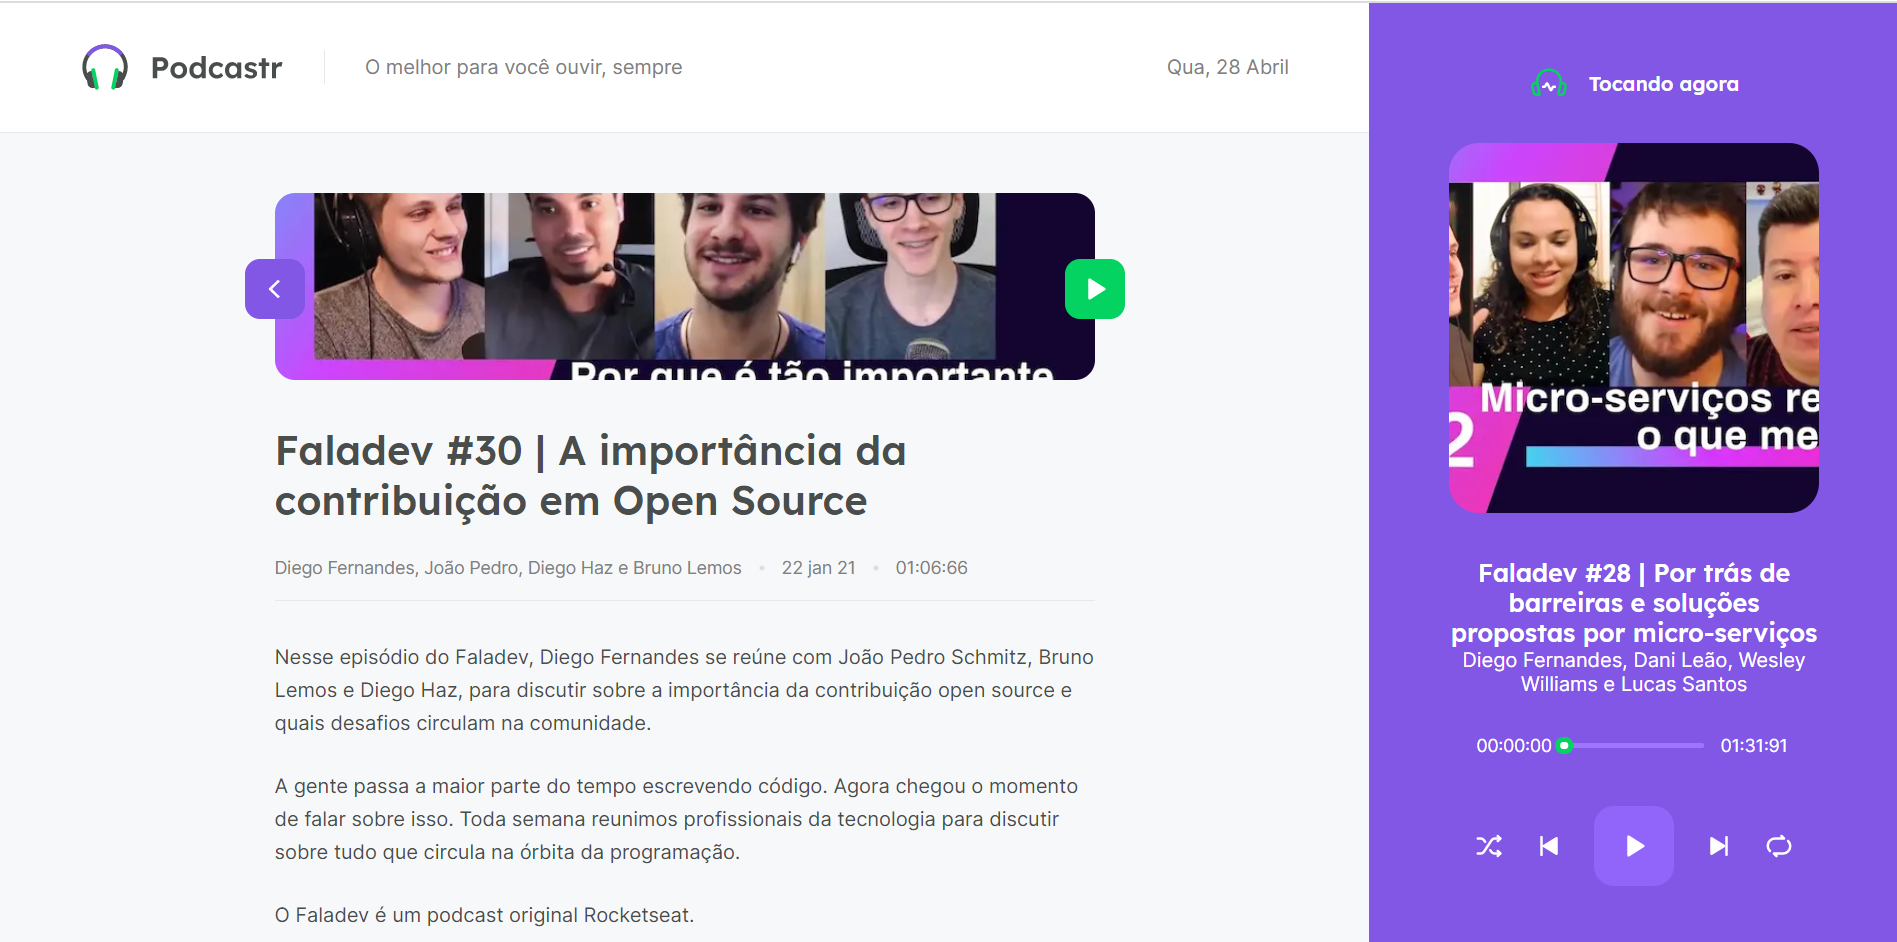 Podcastr
O melhor para você ouvir, sempre
Qua, 28 Abril
Por que é tão importante
Faladev #30 | A importância da
contribuição em Open Source
Diego Fernandes, João Pedro, Diego Haz e Bruno Lemos • 22 jan 21 • 01:06:66
Nesse episódio do Faladev, Diego Fernandes se reúne com João Pedro Schmitz, Bruno
Lemos e Diego Haz, para discutir sobre a importância da contribuição open source e
quais desafios circulam na comunidade.
A gente passa a maior parte do tempo escrevendo código. Agora chegou o momento
de falar sobre isso. Toda semana reunimos profissionais da tecnologia para discutir
sobre tudo que circula na órbita da programação.
O Faladev é um podcast original Rocketseat.
Tocando agora
Micro-serviços re
o que me
2
Faladev #28 | Por trás de
barreiras e soluções
propostas por micro-serviços
Diego Fernandes, Dani Leão, Wesley
Williams e Lucas Santos
00:00:00
01:31:91